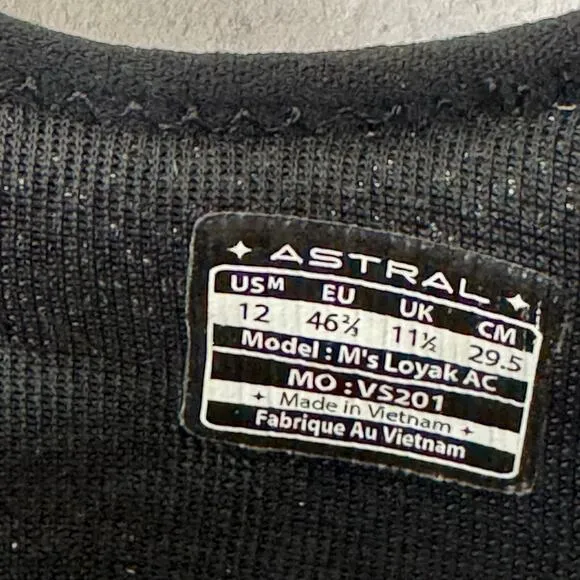 ✦ ASTRAL ✦
USM EU UK CM
12 46⅔ 11½ 29.5
Model : M's Loyak AC
MO : VS201
✦ Made in Vietnam ✦
Fabrique Au Vietnam